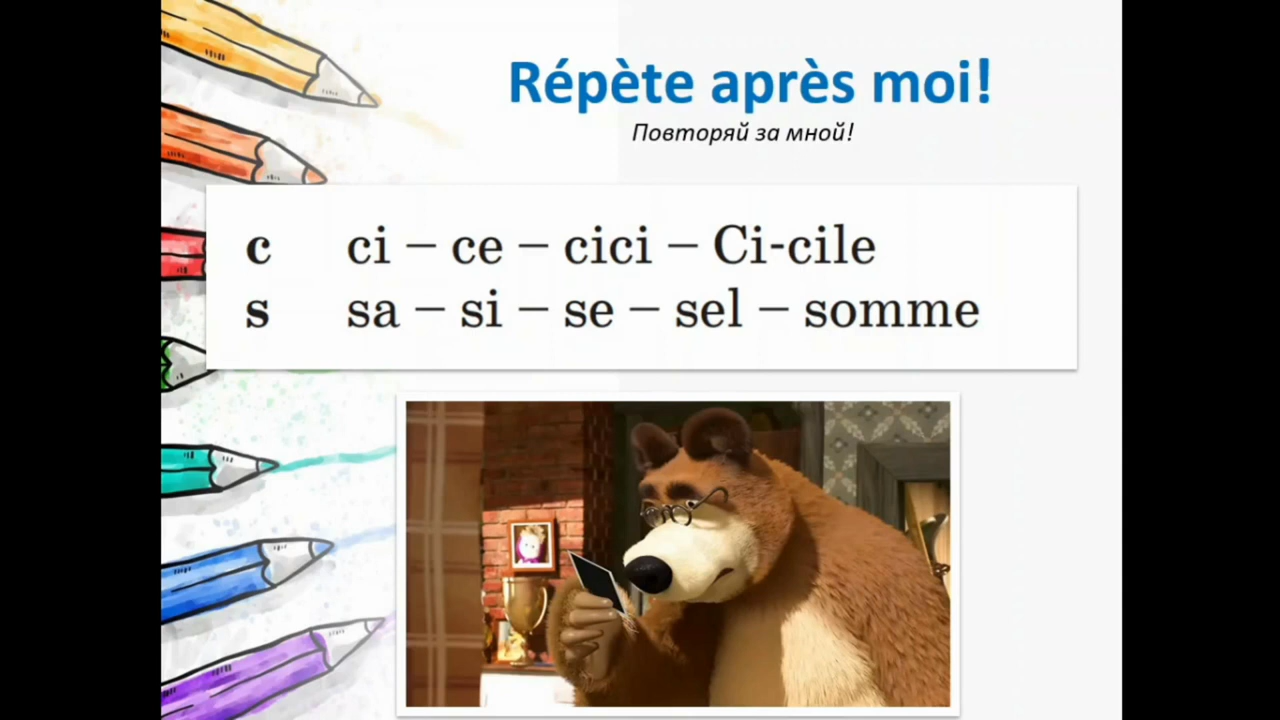 Répète après moi!
Повторяй за мной!
c ci – ce – cici – Ci-cile
s sa – si – se – sel – somme